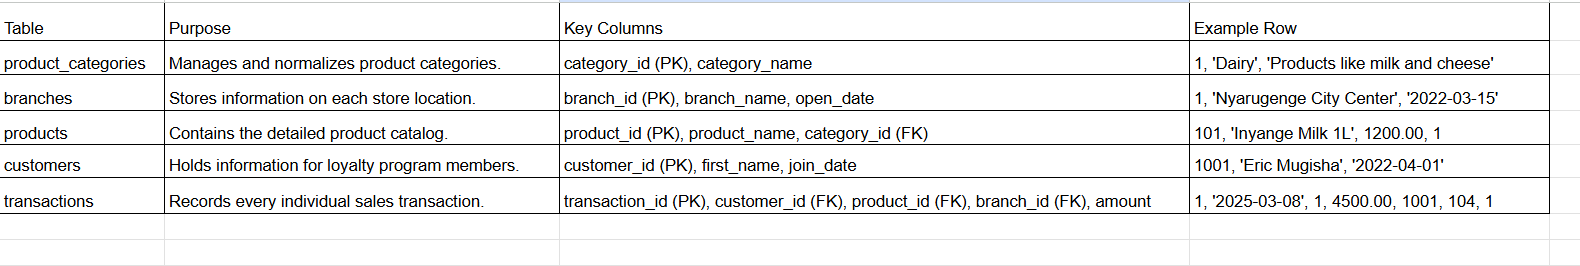 Table Purpose Key Columns Example Row
product_categories Manages and normalizes product categories. category_id (PK), category_name 1, 'Dairy', 'Products like milk and cheese'
branches Stores information on each store location. branch_id (PK), branch_name, open_date 1, 'Nyarugenge City Center', '2022-03-15'
products Contains the detailed product catalog. product_id (PK), product_name, category_id (FK) 101, 'Inyange Milk 1L', 1200.00, 1
customers Holds information for loyalty program members. customer_id (PK), first_name, join_date 1001, 'Eric Mugisha', '2022-04-01'
transactions Records every individual sales transaction. transaction_id (PK), customer_id (FK), product_id (FK), branch_id (FK), amount 1, '2025-03-08', 1, 4500.00, 1001, 104, 1